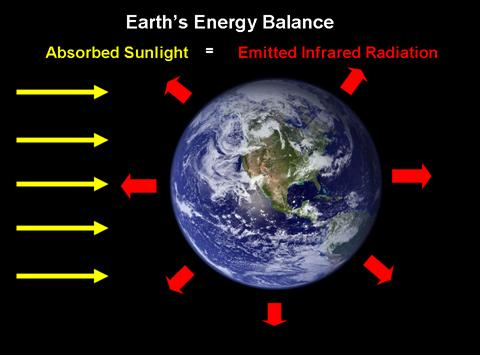 Earth's Energy Balance
Absorbed Sunlight = Emitted Infrared Radiation